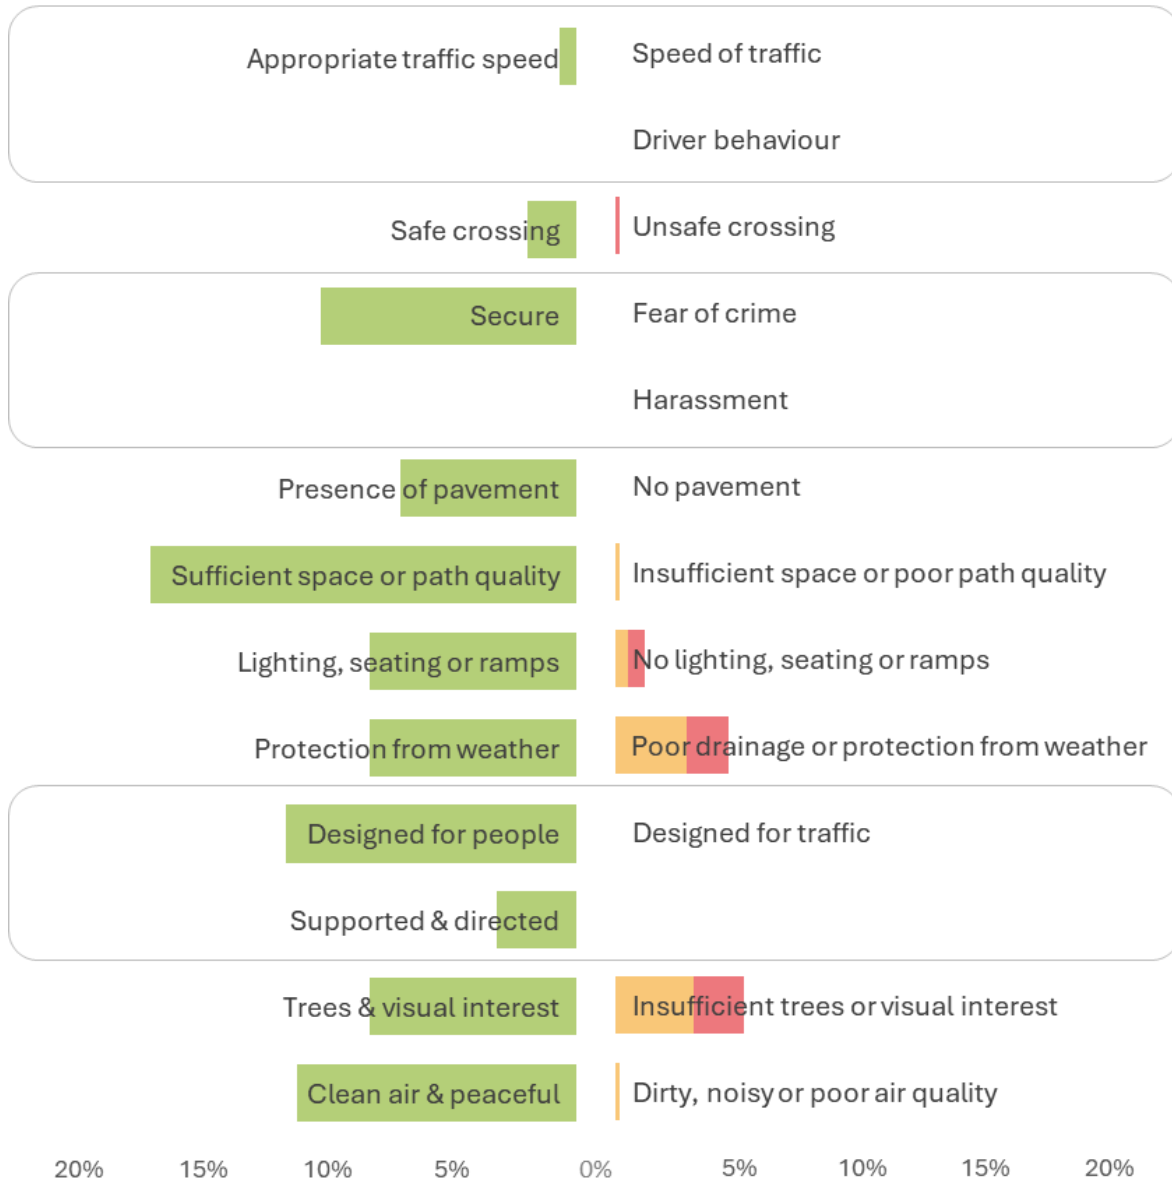 Appropriate traffic speed
Speed of traffic
Driver behaviour
Safe crossing
Unsafe crossing
Secure
Fear of crime
Harassment
Presence of pavement
No pavement
Sufficient space or path quality
Insufficient space or poor path quality
Lighting, seating or ramps
No lighting, seating or ramps
Protection from weather
Poor drainage or protection from weather
Designed for people
Designed for traffic
Supported & directed
Trees & visual interest
Insufficient trees or visual interest
Clean air & peaceful
Dirty, noisy or poor air quality
20% 15% 10% 5% 0% 5% 10% 15% 20%